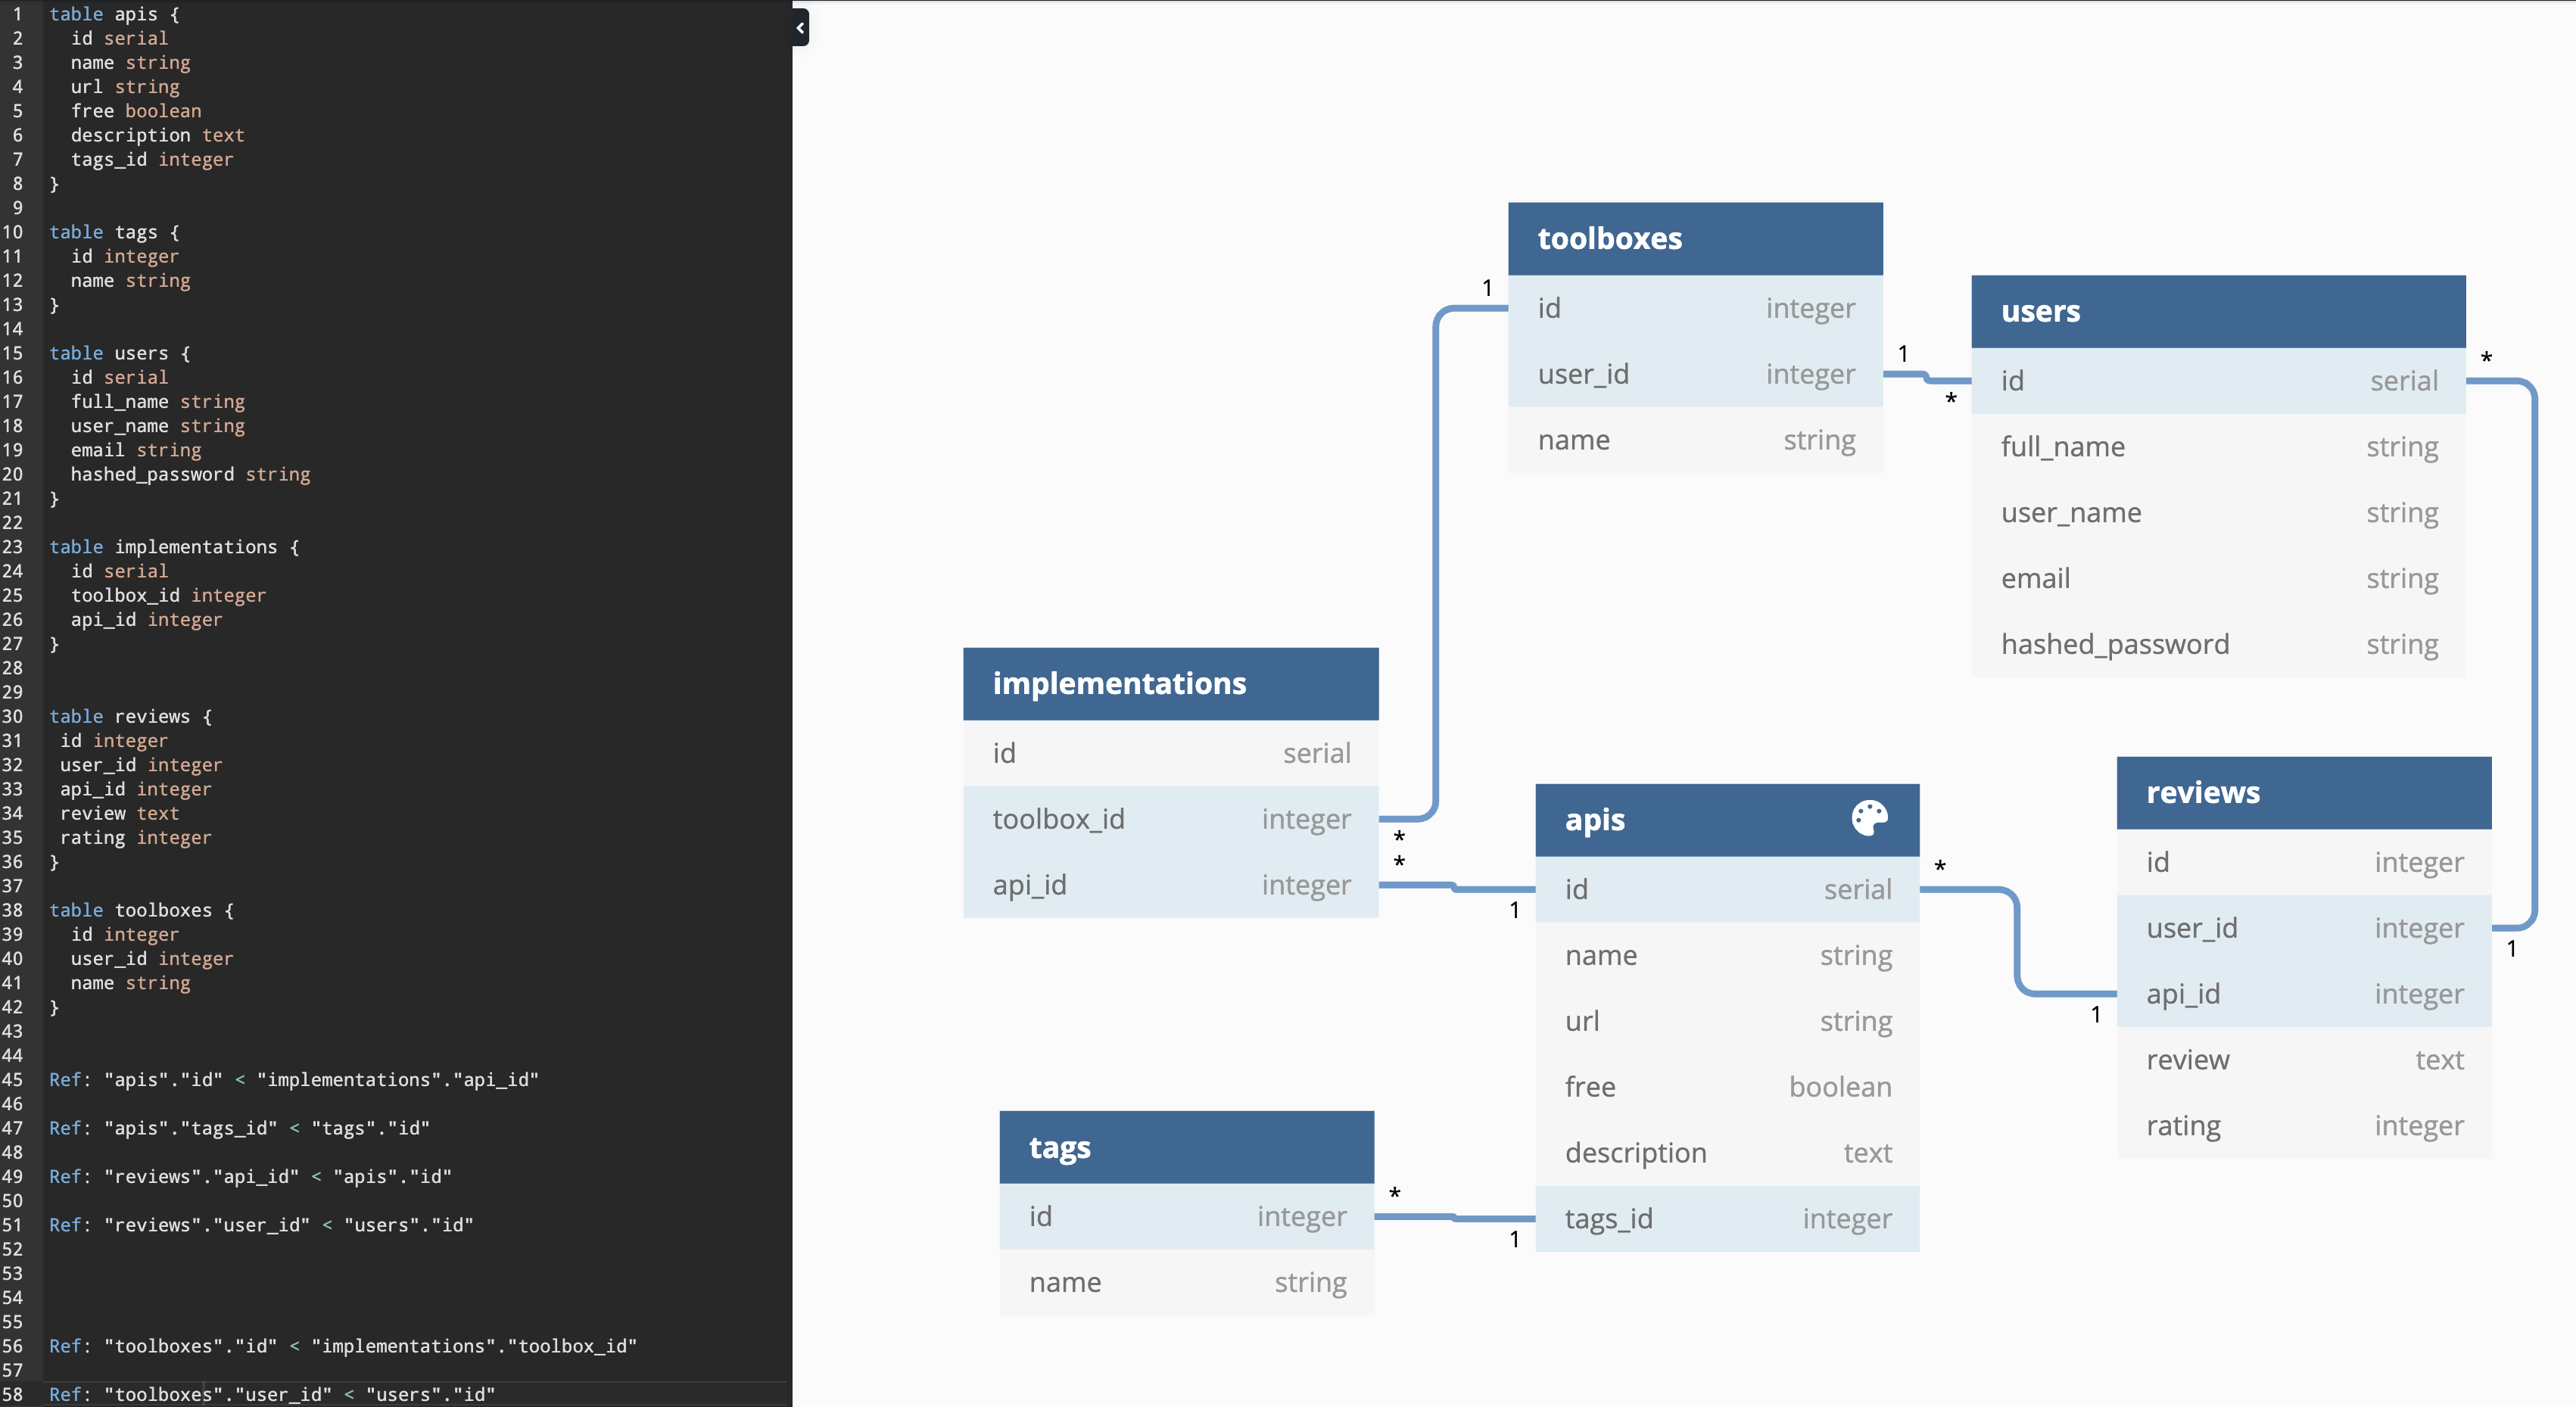 1 table apis {
2 id serial
3 name string
4 url string
5 free boolean
6 description text
7 tags_id integer
8 }
9
10 table tags {
11 id integer
12 name string
13 }
14
15 table users {
16 id serial
17 full_name string
18 user_name string
19 email string
20 hashed_password string
21 }
22
23 table implementations {
24 id serial
25 toolbox_id integer
26 api_id integer
27 }
28
29
30 table reviews {
31 id integer
32 user_id integer
33 api_id integer
34 review text
35 rating integer
36 }
37
38 table toolboxes {
39 id integer
40 user_id integer
41 name string
42 }
43
44
45 Ref: "apis"."id" < "implementations"."api_id"
46
47 Ref: "apis"."tags_id" < "tags"."id"
48
49 Ref: "reviews"."api_id" < "apis"."id"
50
51 Ref: "reviews"."user_id" < "users"."id"
52
53
54
55
56 Ref: "toolboxes"."id" < "implementations"."toolbox_id"
57
58 Ref: "toolboxes"."user_id" < "users"."id"
toolboxes
1
id integer
user_id integer
1
name string
users
*
*
id serial
full_name string
user_name string
email string
hashed_password string
implementations
id serial
toolbox_id integer
*
*
api_id integer
apis
1
*
id serial
name string
url string
free boolean
description text
tags_id integer
1
reviews
id integer
user_id integer
1
api_id integer
1
review text
rating integer
tags
*
id integer
name string